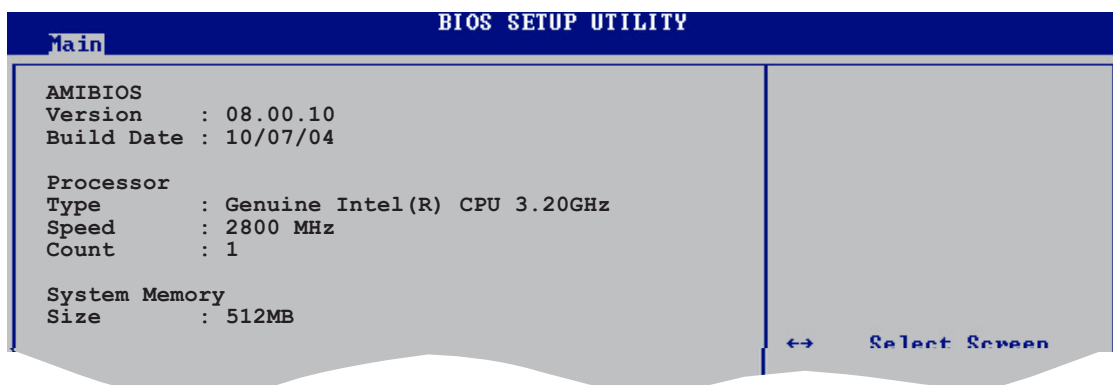 BIOS SETUP UTILITY
Main
AMIBIOS
Version : 08.00.10
Build Date : 10/07/04
Processor
Type : Genuine Intel(R) CPU 3.20GHz
Speed : 2800 MHz
Count : 1
System Memory
Size : 512MB
←→ Select Screen